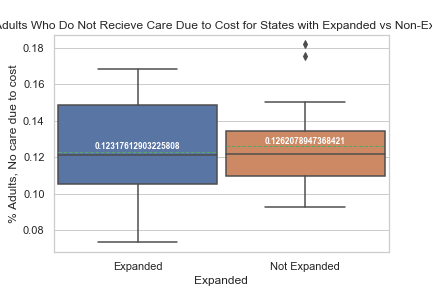 Adults Who Do Not Recieve Care Due to Cost for States with Expanded vs Non-Ex
0.18
0.16
0.14
0.12
0.10
0.08
% Adults, No care due to cost
0.12317612903225808
0.1262078947368421
Expanded
Not Expanded
Expanded